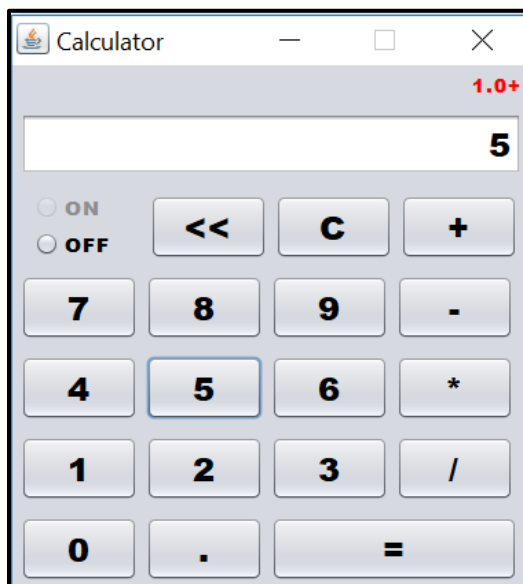 Calculator
1.0+
5
ON
OFF
<< C +
7 8 9 -
4 5 6 *
1 2 3 /
0 . =